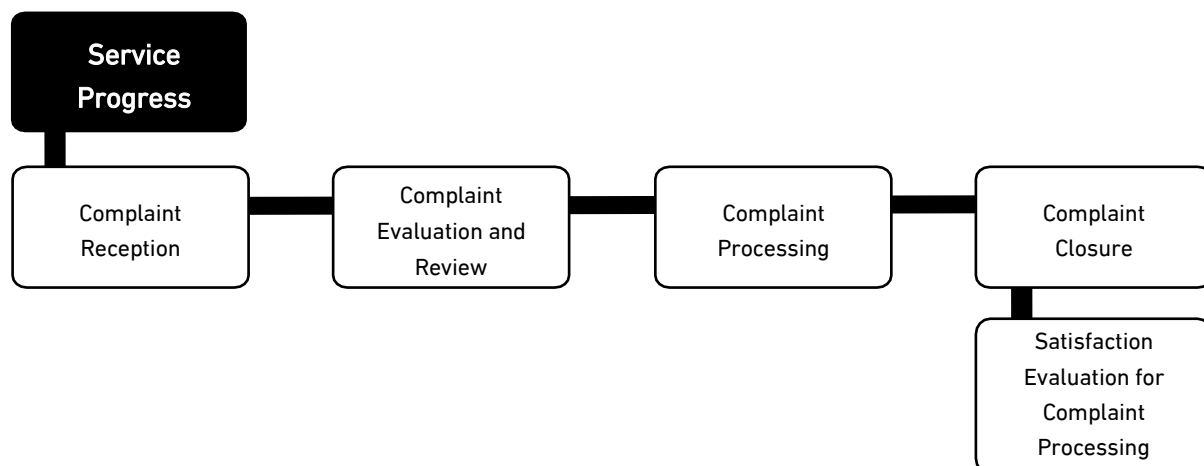 Service
Progress
Complaint
Reception
Complaint
Evaluation and
Review
Complaint
Processing
Complaint
Closure
Satisfaction
Evaluation for
Complaint
Processing